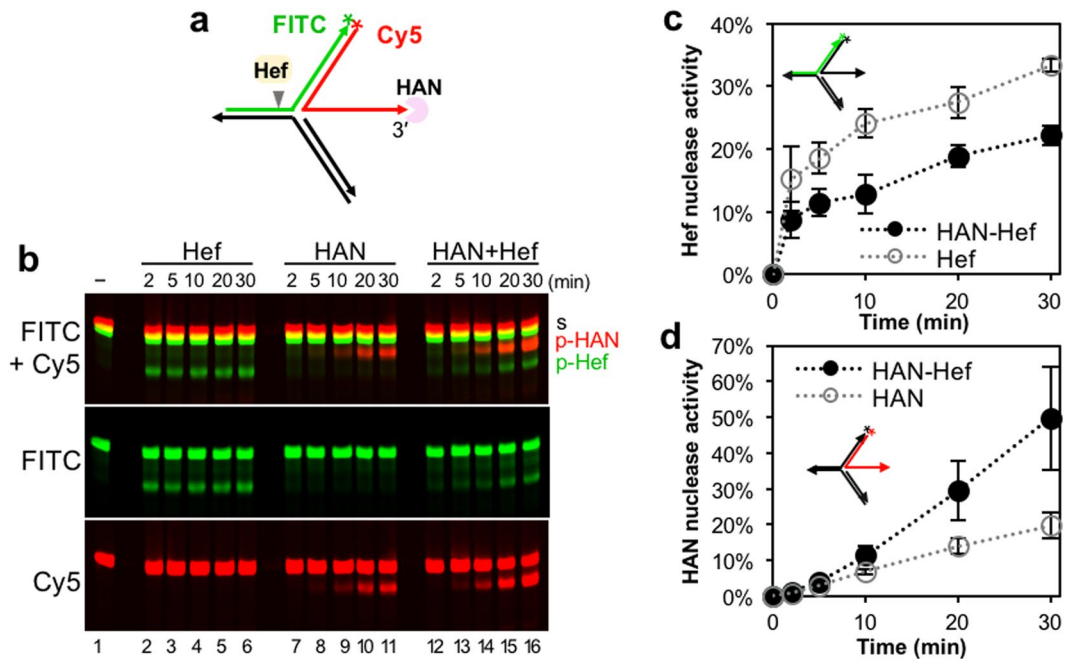 a
FITC
Cy5
Hef
HAN
3′
b
Hef HAN HAN+Hef
– 2 5 10 20 30 2 5 10 20 30 2 5 10 20 30 (min)
FITC
+ Cy5
s
p-HAN
p-Hef
FITC
Cy5
1 2 3 4 5 6 7 8 9 10 11 12 13 14 15 16
c
Hef nuclease activity
40%
30%
20%
10%
0%
HAN-Hef
Hef
0 10 20 30
Time (min)
d
HAN nuclease activity
70%
60%
50%
40%
30%
20%
10%
0%
HAN-Hef
HAN
0 10 20 30
Time (min)